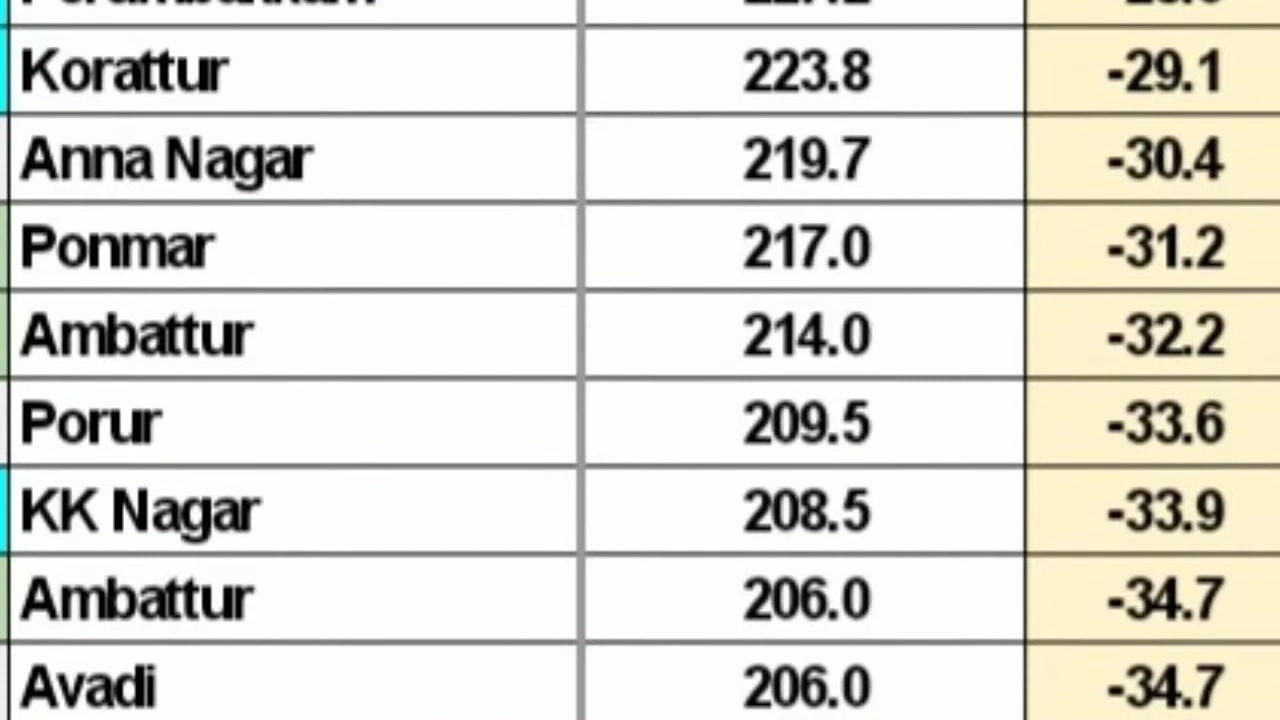 Korattur 223.8 -29.1
Anna Nagar 219.7 -30.4
Ponmar 217.0 -31.2
Ambattur 214.0 -32.2
Porur 209.5 -33.6
KK Nagar 208.5 -33.9
Ambattur 206.0 -34.7
Avadi 206.0 -34.7